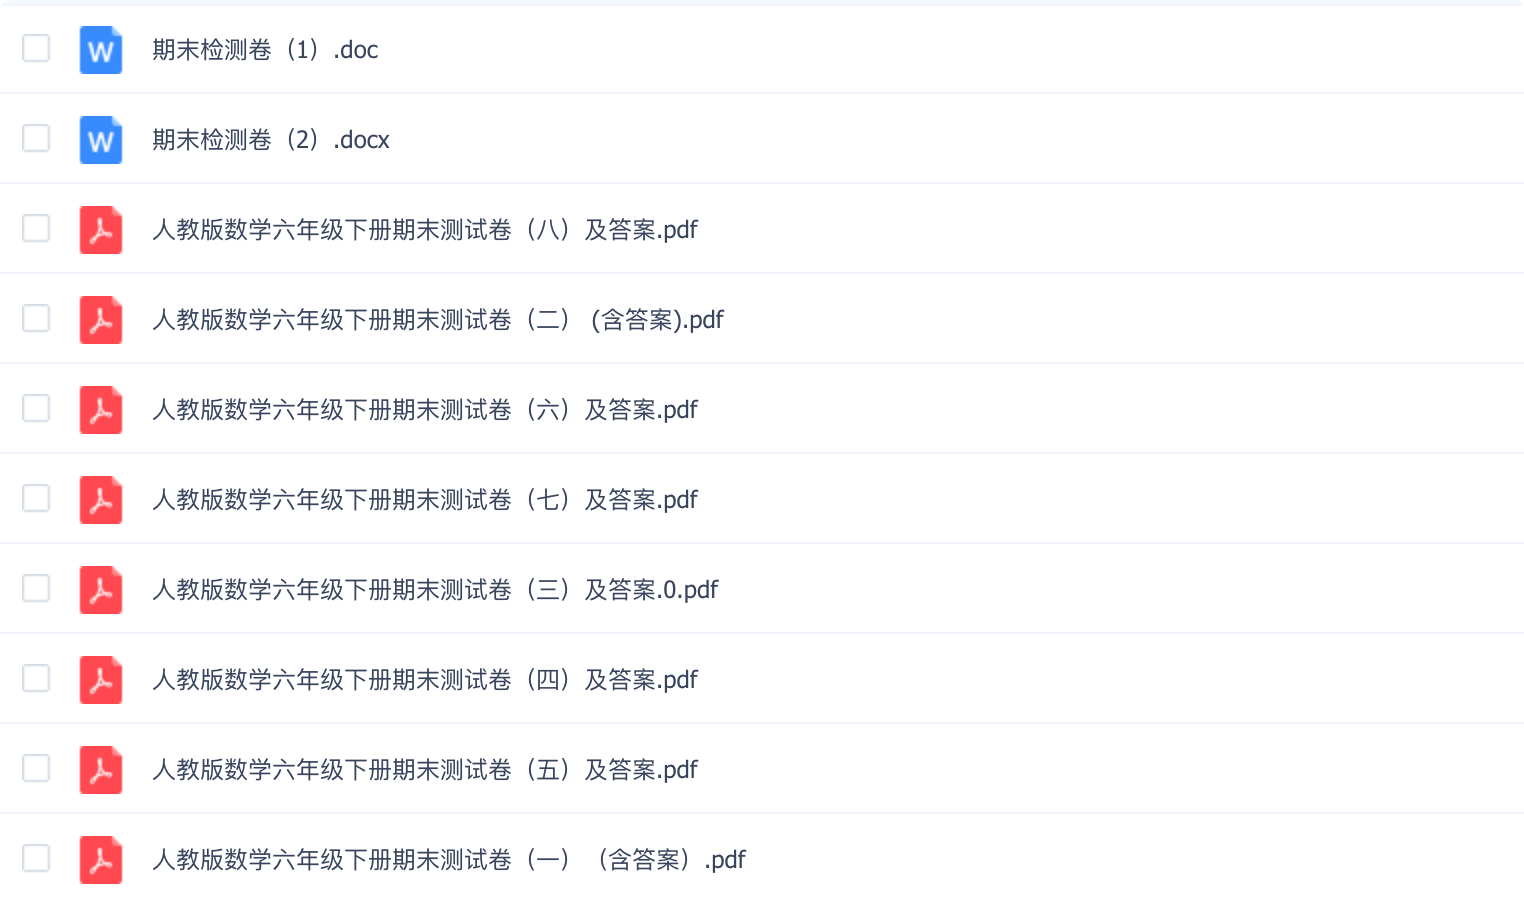 W 期末检测卷（1）.doc
W 期末检测卷（2）.docx
人教版数学六年级下册期末测试卷（八）及答案.pdf
人教版数学六年级下册期末测试卷（二） (含答案).pdf
人教版数学六年级下册期末测试卷（六）及答案.pdf
人教版数学六年级下册期末测试卷（七）及答案.pdf
人教版数学六年级下册期末测试卷（三）及答案.0.pdf
人教版数学六年级下册期末测试卷（四）及答案.pdf
人教版数学六年级下册期末测试卷（五）及答案.pdf
人教版数学六年级下册期末测试卷（一）（含答案）.pdf